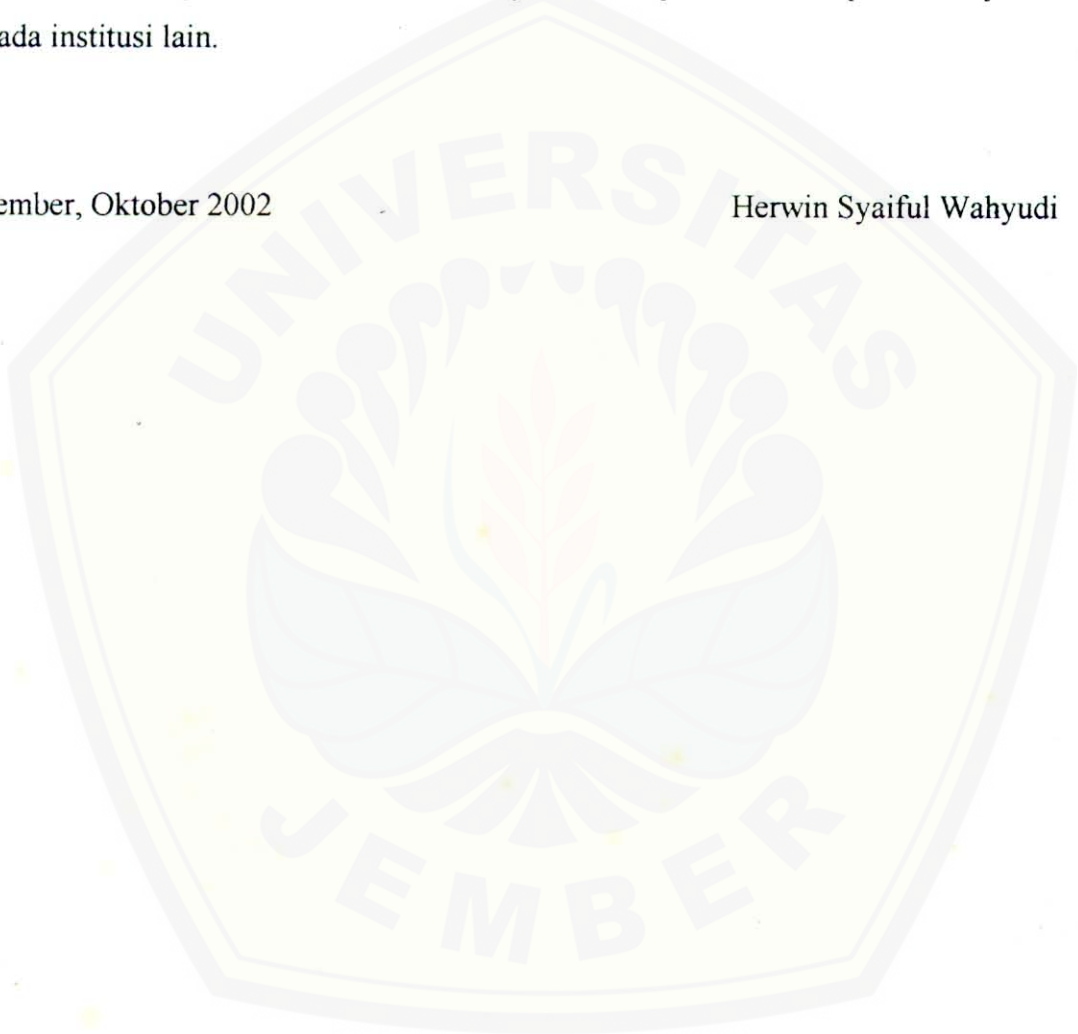 ada institusi lain.
ember, Oktober 2002 Herwin Syaiful Wahyudi
UNIVERSITAS
JEMBER